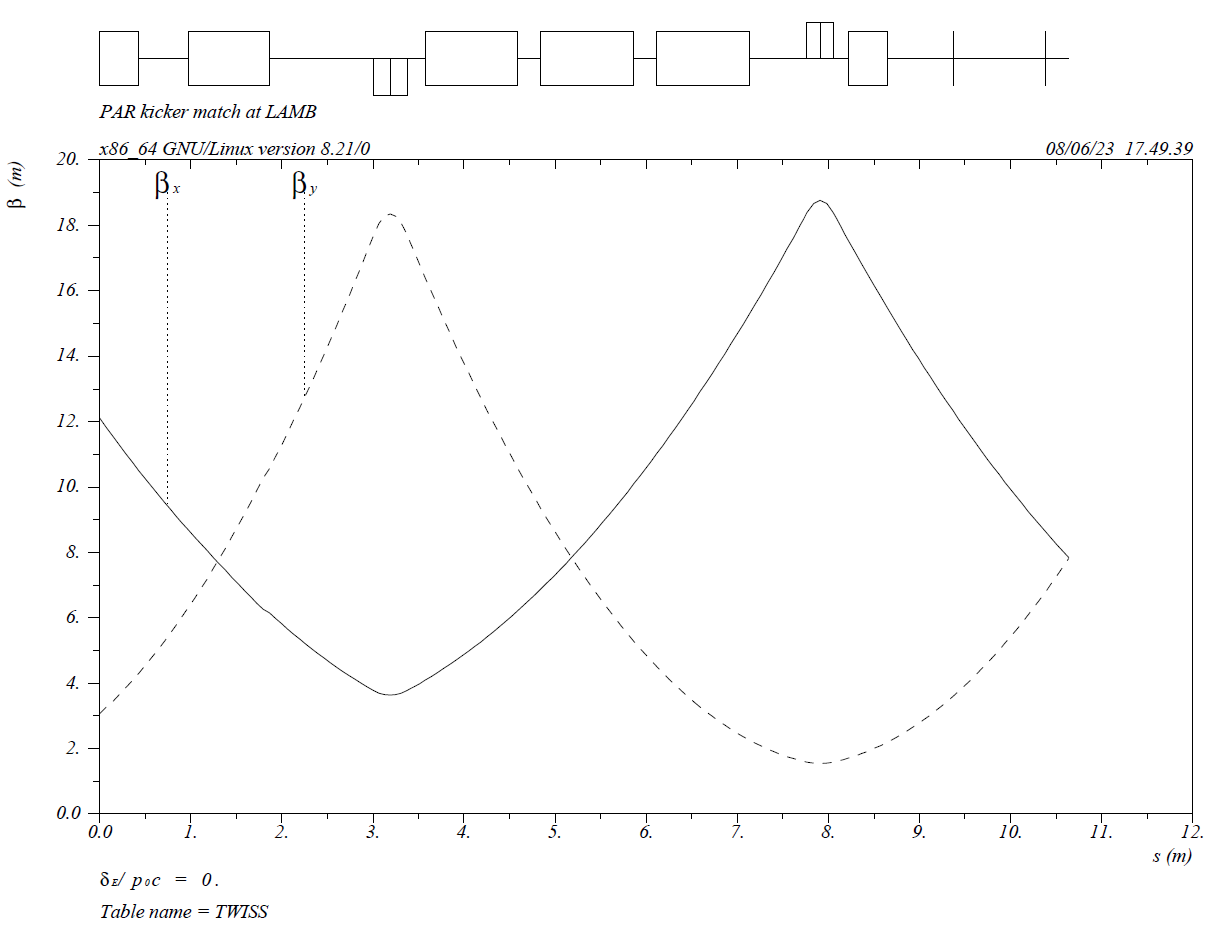 PAR kicker match at LAMB
x86_64 GNU/Linux version 8.21/0 08/06/23 17.49.39
β (m)
βx βy
20.
18.
16.
14.
12.
10.
8.
6.
4.
2.
0.0
0.0 1. 2. 3. 4. 5. 6. 7. 8. 9. 10. 11. 12.
s (m)
δE/ p0c = 0.
Table name = TWISS